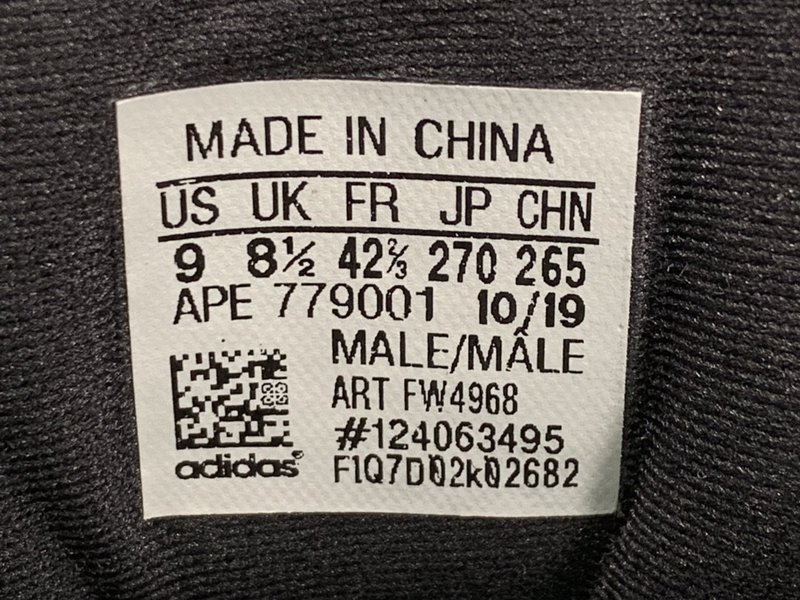 MADE IN CHINA
US UK FR JP CHN
9 8½ 42⅔ 270 265
APE 779001 10/19
MALE/MÂLE
ART FW4968
#124063495
adidas® F1Q7D02k02682